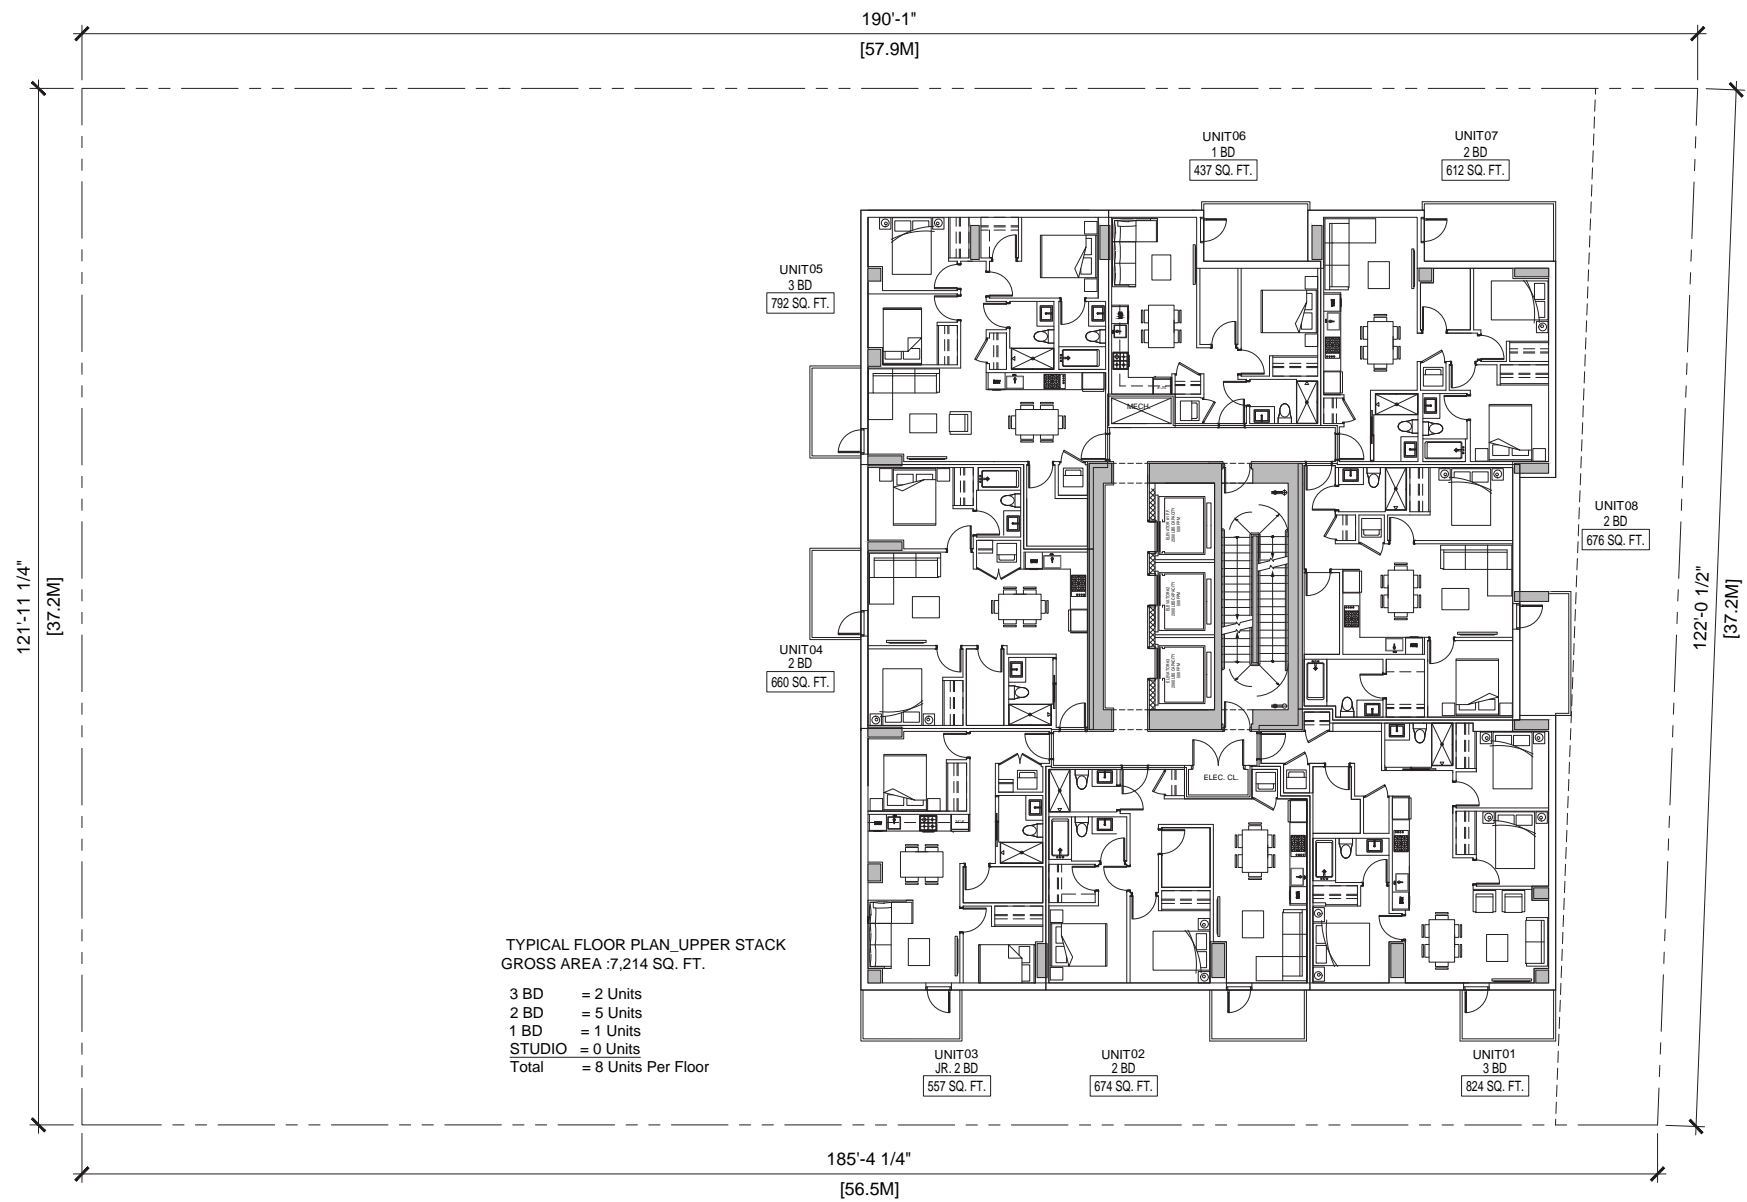 190'-1"
[57.9M]
121'-11 1/4"
[37.2M]
122'-0 1/2"
[37.2M]
UNIT06
1 BD
437 SQ. FT.
UNIT07
2 BD
612 SQ. FT.
UNIT05
3 BD
792 SQ. FT.
MECH.
UNIT08
2 BD
676 SQ. FT.
UNIT04
2 BD
660 SQ. FT.
ELEC. CL.
TYPICAL FLOOR PLAN_UPPER STACK
GROSS AREA :7,214 SQ. FT.
3 BD = 2 Units
2 BD = 5 Units
1 BD = 1 Units
STUDIO = 0 Units
Total = 8 Units Per Floor
UNIT03
JR. 2 BD
557 SQ. FT.
UNIT02
2 BD
674 SQ. FT.
UNIT01
3 BD
824 SQ. FT.
185'-4 1/4"
[56.5M]